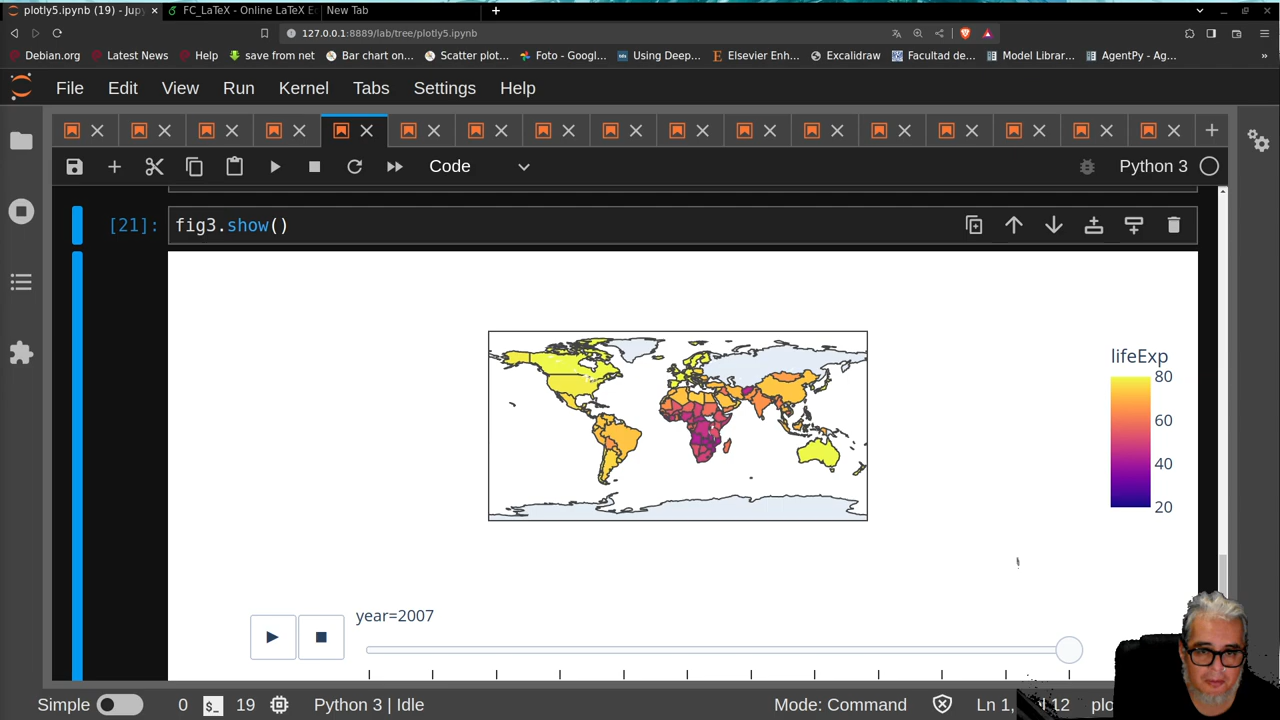 plotly5.ipynb (19) - Jup
FC_LaTeX - Online LaTeX E
New Tab
127.0.0.1:8889/lab/tree/plotly5.ipynb
Debian.org
Latest News
Help
save from net
Bar chart on...
Scatter plot,...
Foto - Googl...
Using Deep...
Elsevier Enh...
Excalidraw
Facultad de...
Model Librar...
AgentPy - Ag...
File Edit View Run Kernel Tabs Settings Help
Code
Python 3
[21]: fig3.show()
lifeExp
80
60
40
20
year=2007
Simple 0 19 Python 3 | Idle Mode: Command Ln 1, ol 12 plo